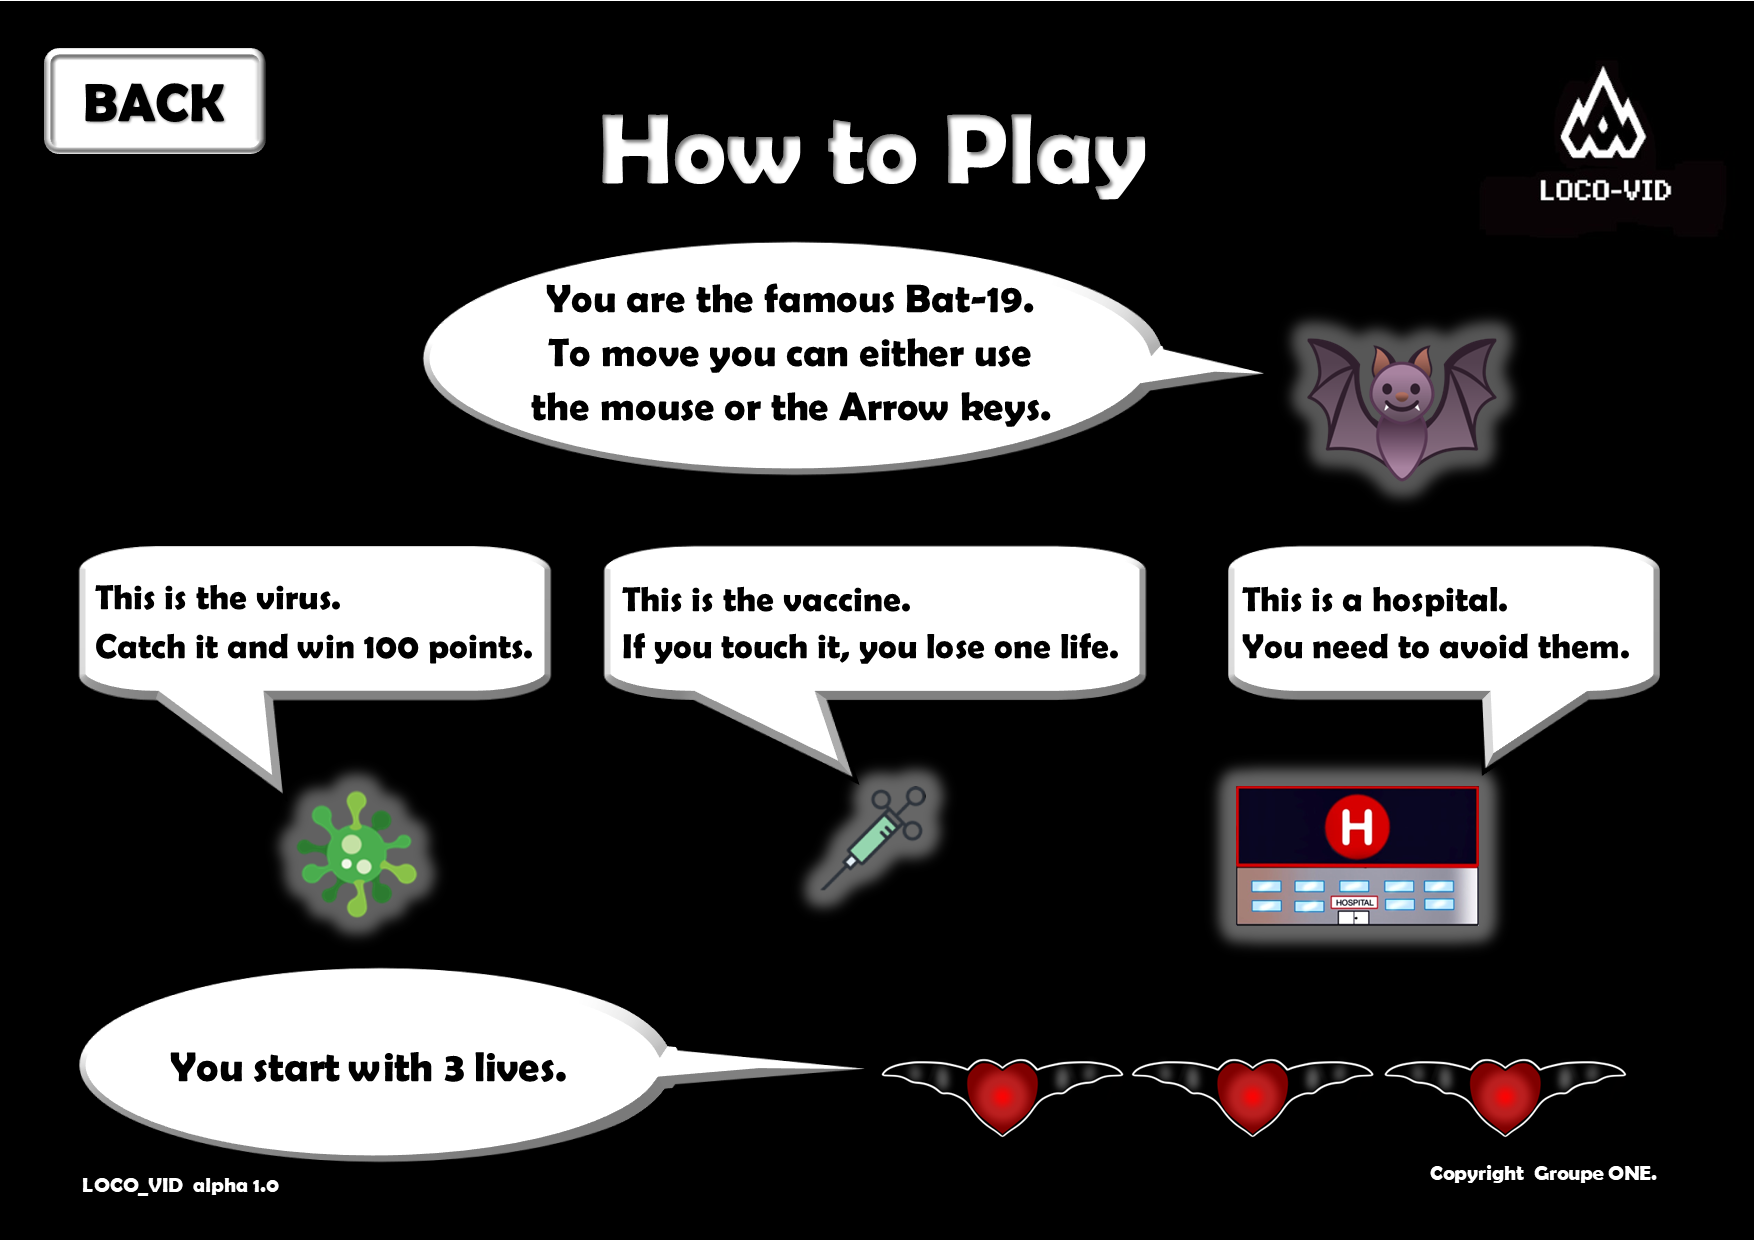 BACK
How to Play
LOCO-VID
You are the famous Bat-19.
To move you can either use
the mouse or the Arrow keys.
This is the virus.
Catch it and win 100 points.
This is the vaccine.
If you touch it, you lose one life.
This is a hospital.
You need to avoid them.
H
HOSPITAL
You start with 3 lives.
LOCO_VID alpha 1.0
Copyright Groupe ONE.